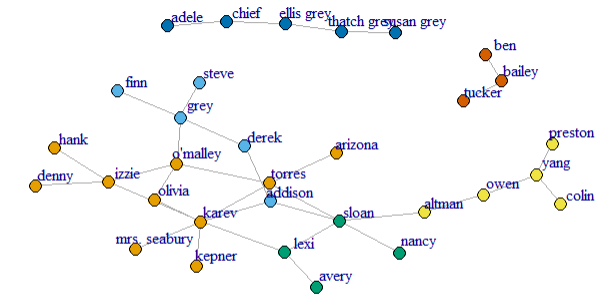 adele
chief
ellis grey
thatch grey
susan grey
ben
bailey
tucker
finn
steve
grey
derek
hank
o'malley
arizona
preston
denny
izzie
torres
yang
olivia
addison
owen
colin
karev
sloan
altman
mrs. seabury
lexi
nancy
kepner
avery